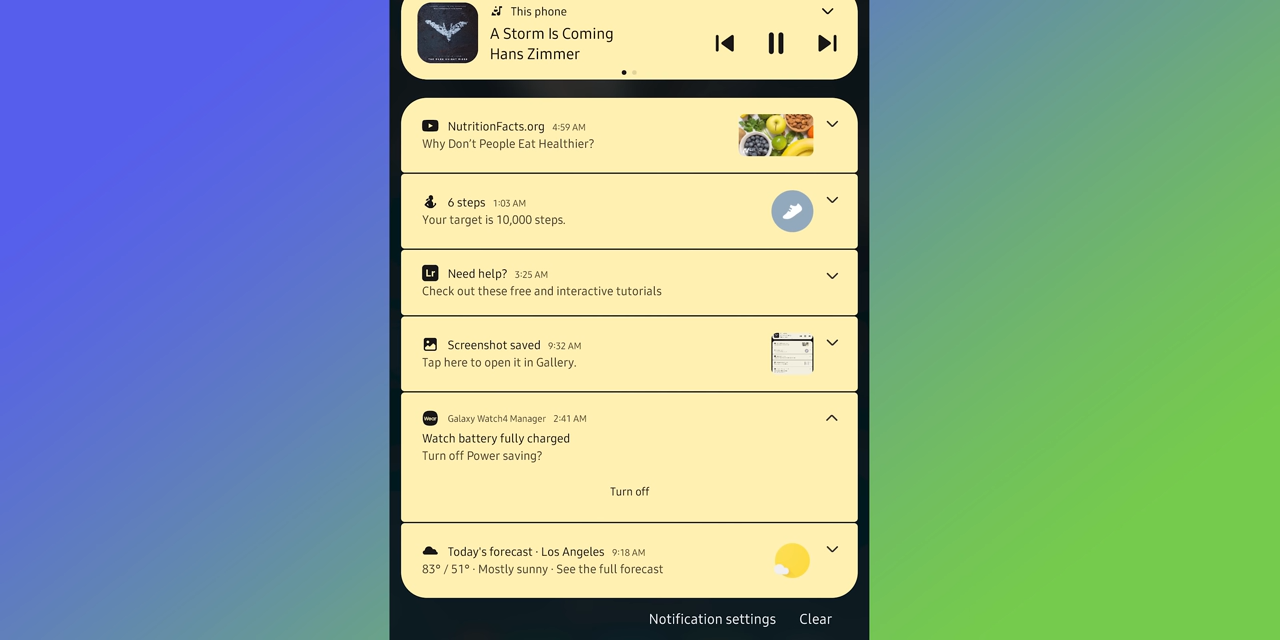 This phone
A Storm Is Coming
Hans Zimmer
NutritionFacts.org 4:59 AM
Why Don't People Eat Healthier?
6 steps 1:03 AM
Your target is 10,000 steps.
Lr Need help? 3:25 AM
Check out these free and interactive tutorials
Screenshot saved 9:32 AM
Tap here to open it in Gallery.
Wear Galaxy Watch4 Manager 2:41 AM
Watch battery fully charged
Turn off Power saving?
Turn off
Today's forecast · Los Angeles 9:18 AM
83° / 51° · Mostly sunny · See the full forecast
Notification settings Clear